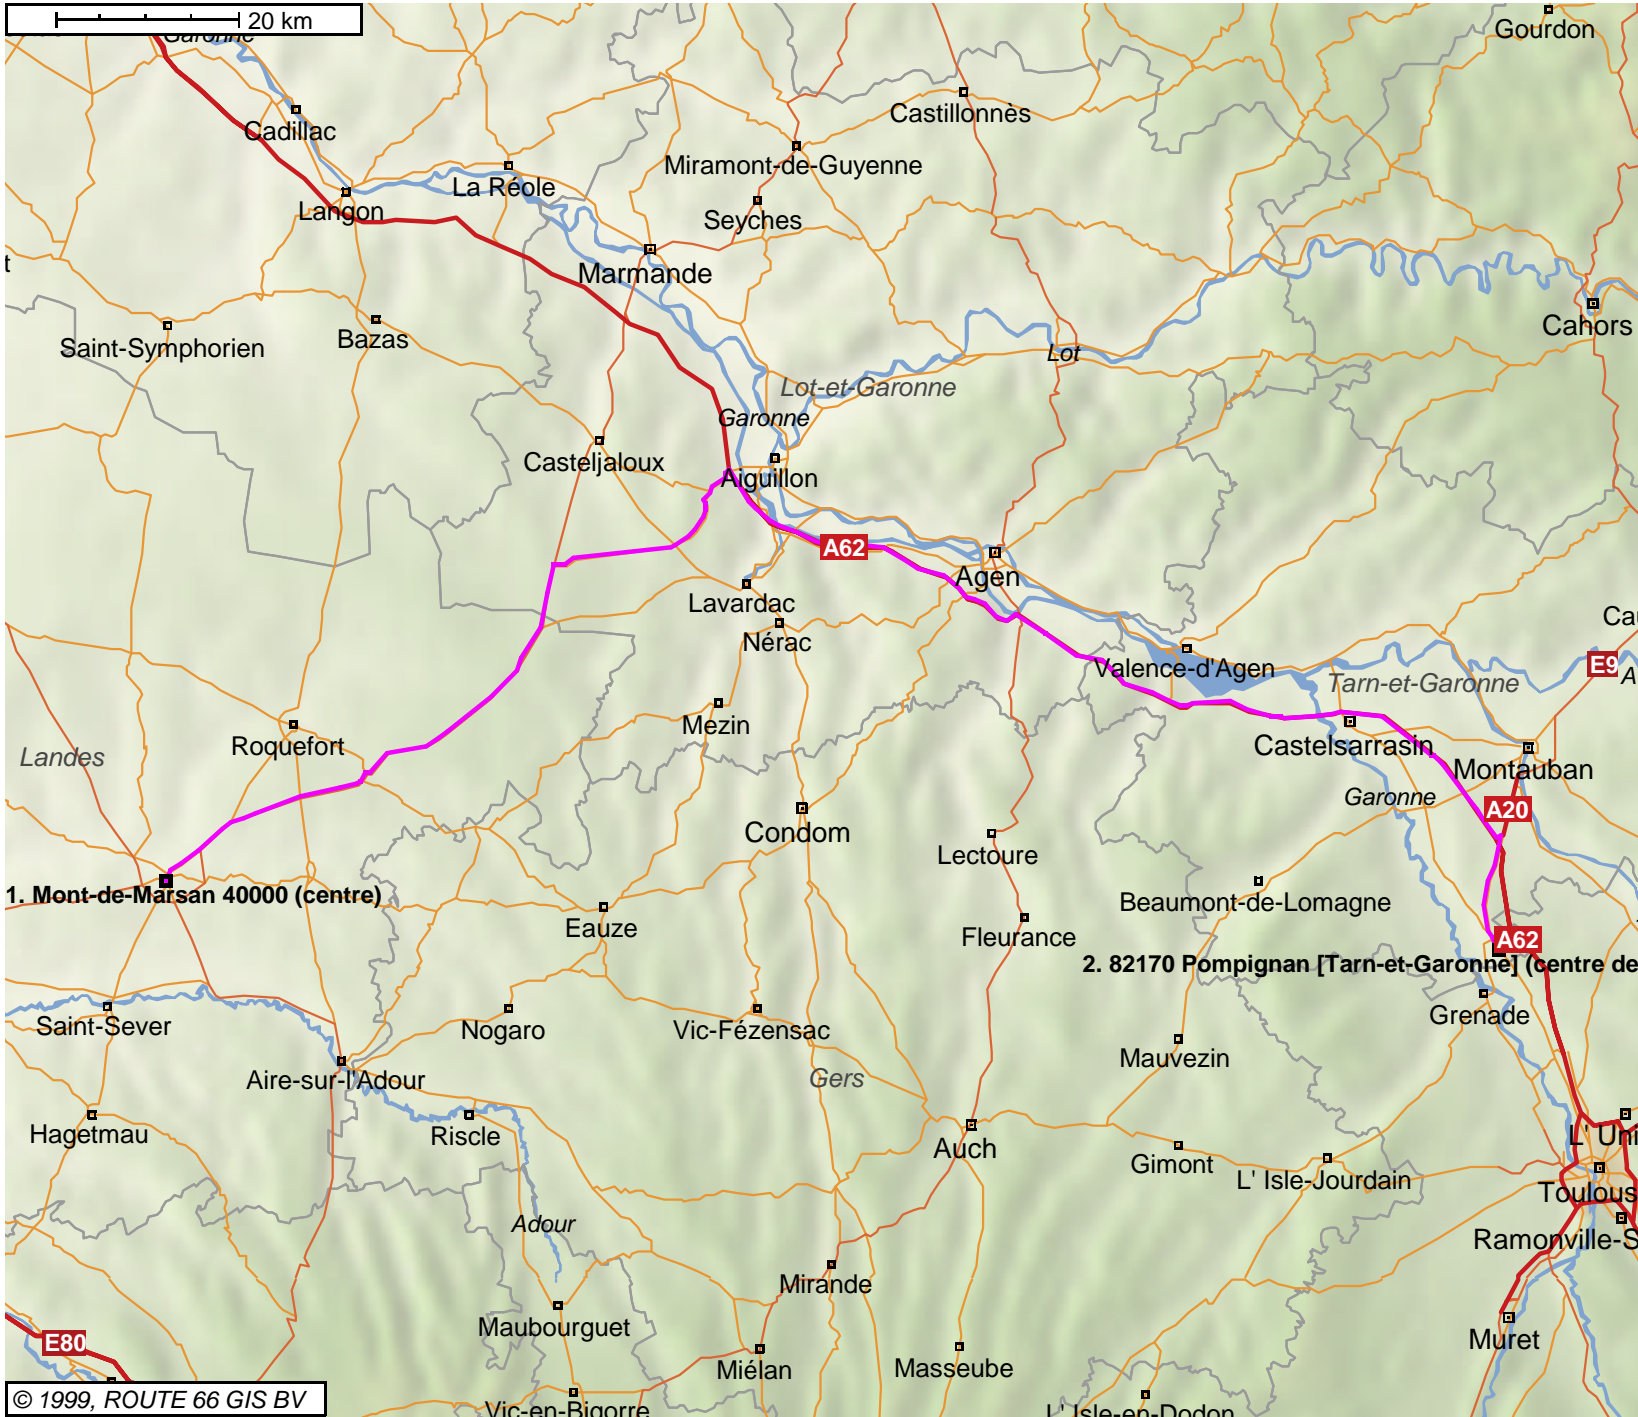 20 km
Garonne
Gourdon
Cadillac
Castillonnès
Miramont-de-Guyenne
La Réole
Langon
Seyches
t
Marmande
Saint-Symphorien
Bazas
Cahors
Lot
Lot-et-Garonne
Garonne
Casteljaloux
Aiguillon
A62
Agen
Lavardac
Nérac
Cau
Valence-d'Agen
E9
A
Tarn-et-Garonne
Mezin
Roquefort
Landes
Castelsarrasin
Montauban
Garonne
A20
Condom
Lectoure
1. Mont-de-Marsan 40000 (centre)
Beaumont-de-Lomagne
Eauze
Fleurance
A62
2. 82170 Pompignan [Tarn-et-Garonne] (centre de
Grenade
Saint-Sever
Nogaro
Vic-Fézensac
Mauvezin
Aire-sur-l'Adour
Gers
Hagetmau
Riscle
Auch
L' Uni
Gimont
L' Isle-Jourdain
Toulous
Adour
Ramonville-S
Mirande
Maubourguet
E80
Muret
Miélan
Masseube
© 1999, ROUTE 66 GIS BV
Vic-en-Bigorre
L' Isle-en-Dodon